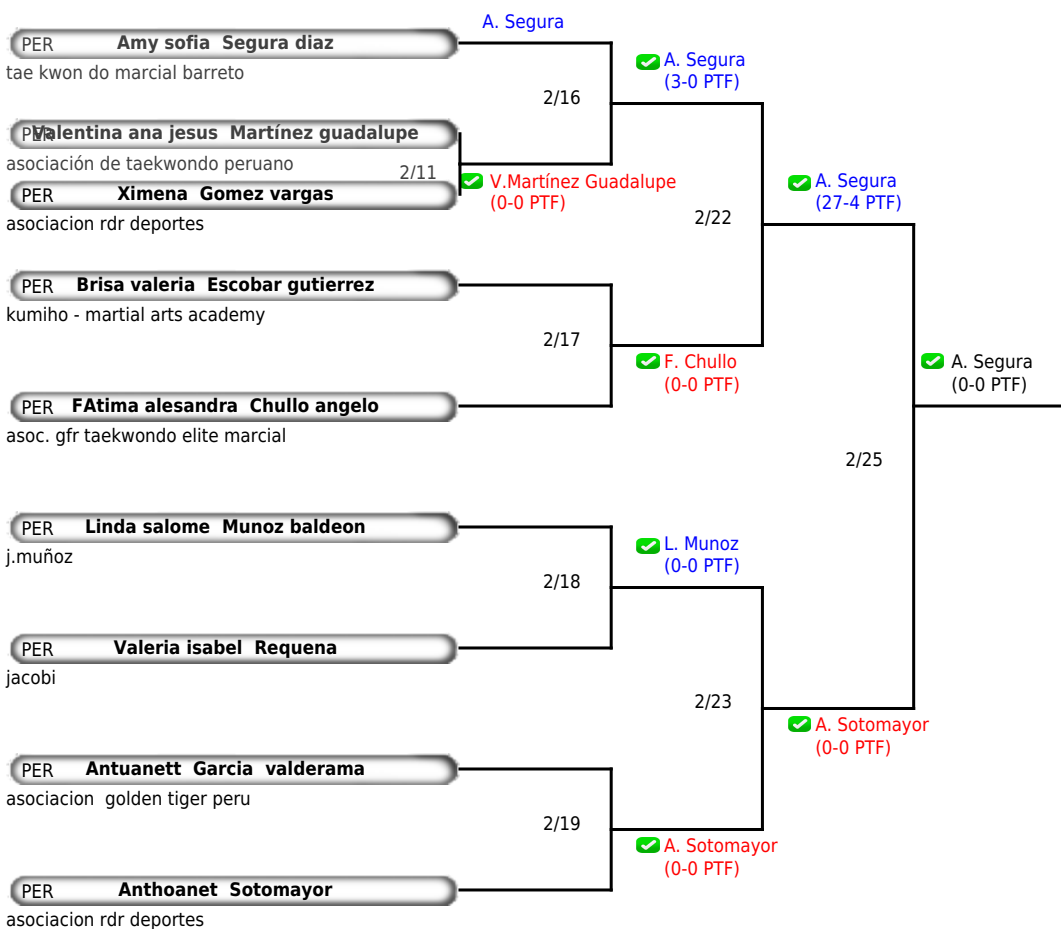 A. Segura
PER Amy sofia Segura diaz
tae kwon do marcial barreto
A. Segura
(3-0 PTF)
2/16
PER Valentina ana jesus Martínez guadalupe
asociación de taekwondo peruano
2/11
V.Martínez Guadalupe
(0-0 PTF)
PER Ximena Gomez vargas
asociacion rdr deportes
A. Segura
(27-4 PTF)
2/22
PER Brisa valeria Escobar gutierrez
kumiho - martial arts academy
2/17
F. Chullo
(0-0 PTF)
A. Segura
(0-0 PTF)
PER FAtima alesandra Chullo angelo
asoc. gfr taekwondo elite marcial
2/25
PER Linda salome Munoz baldeon
j.muñoz
L. Munoz
(0-0 PTF)
2/18
PER Valeria isabel Requena
jacobi
2/23
A. Sotomayor
(0-0 PTF)
PER Antuanett Garcia valderama
asociacion golden tiger peru
2/19
A. Sotomayor
(0-0 PTF)
PER Anthoanet Sotomayor
asociacion rdr deportes